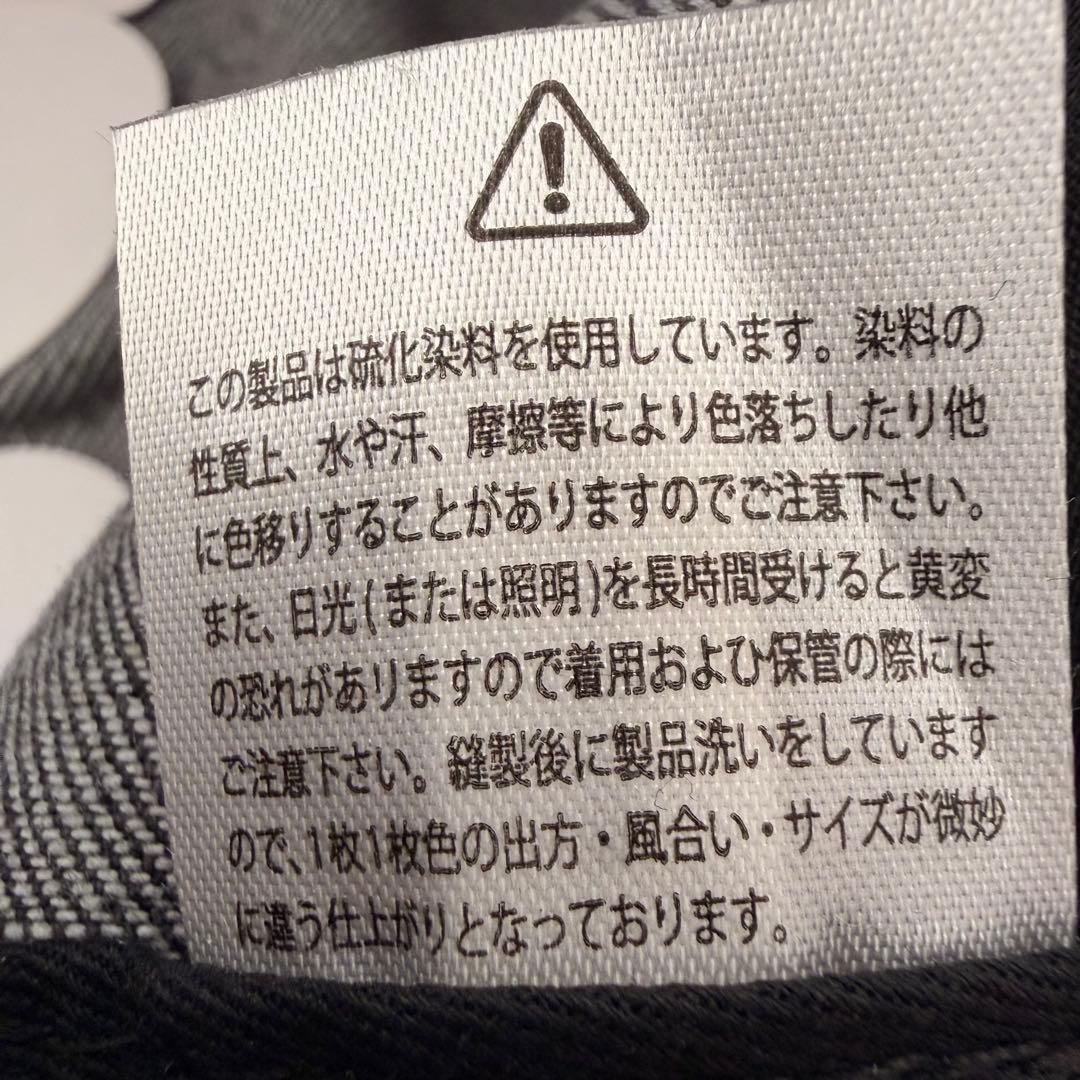 この製品は硫化染料を使用しています。染料の
性質上、水や汗、摩擦等により色落ちしたり他
に色移りすることがありますのでご注意下さい。
また、日光(または照明)を長時間受けると黄変
の恐れがありますので着用および保管の際には
ご注意下さい。縫製後に製品洗いをしています
ので、1枚1枚色の出方・風合い・サイズが微妙
に違う仕上がりとなっております。